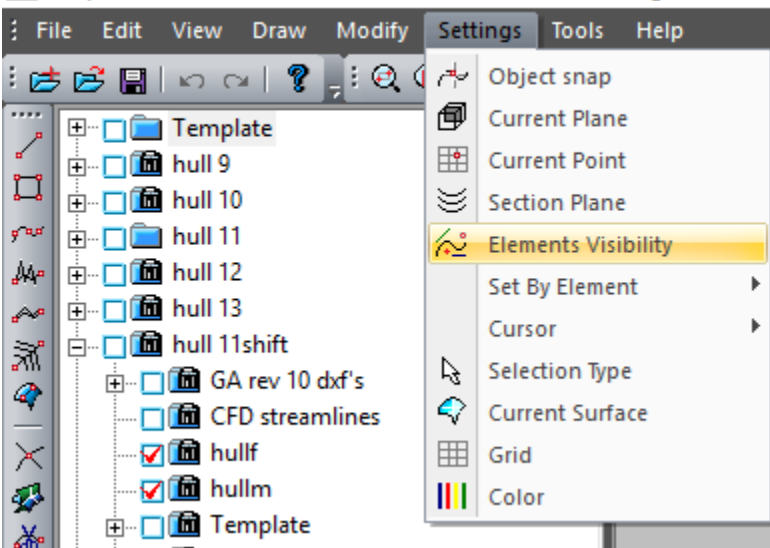 File Edit View Draw Modify Settings Tools Help
Template
hull 9
hull 10
hull 11
hull 12
hull 13
hull 11shift
GA rev 10 dxf's
CFD streamlines
hullf
hullm
Template
Object snap
Current Plane
Current Point
Section Plane
Elements Visibility
Set By Element
Cursor
Selection Type
Current Surface
Grid
Color